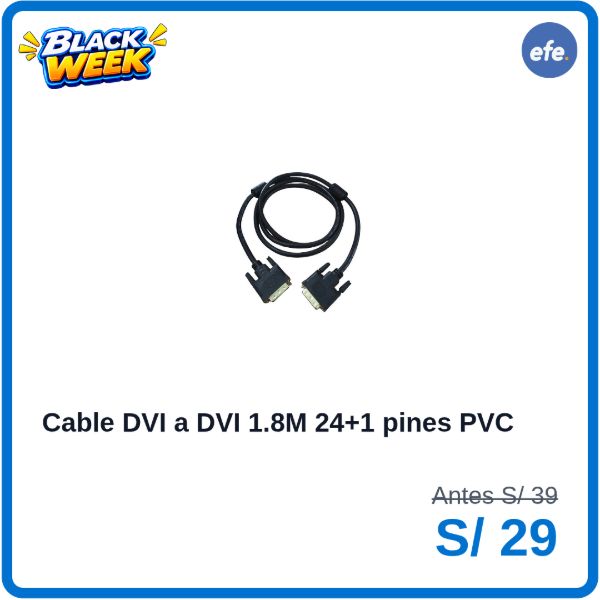 BLACK
WEEK
efe.
Cable DVI a DVI 1.8M 24+1 pines PVC
Antes S/ 39
S/ 29